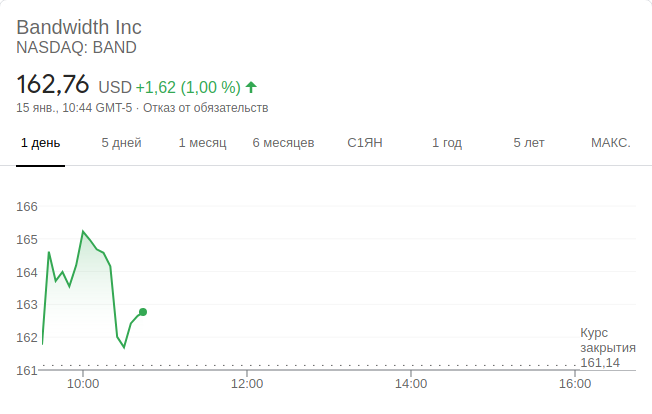 Bandwidth Inc
NASDAQ: BAND
162,76 USD +1,62 (1,00 %)
15 янв., 10:44 GMT-5 · Отказ от обязательств
1 день 5 дней 1 месяц 6 месяцев С1ЯН 1 год 5 лет МАКС.
166
165
164
163
162
161
Курс
закрытия
161,14
10:00 12:00 14:00 16:00